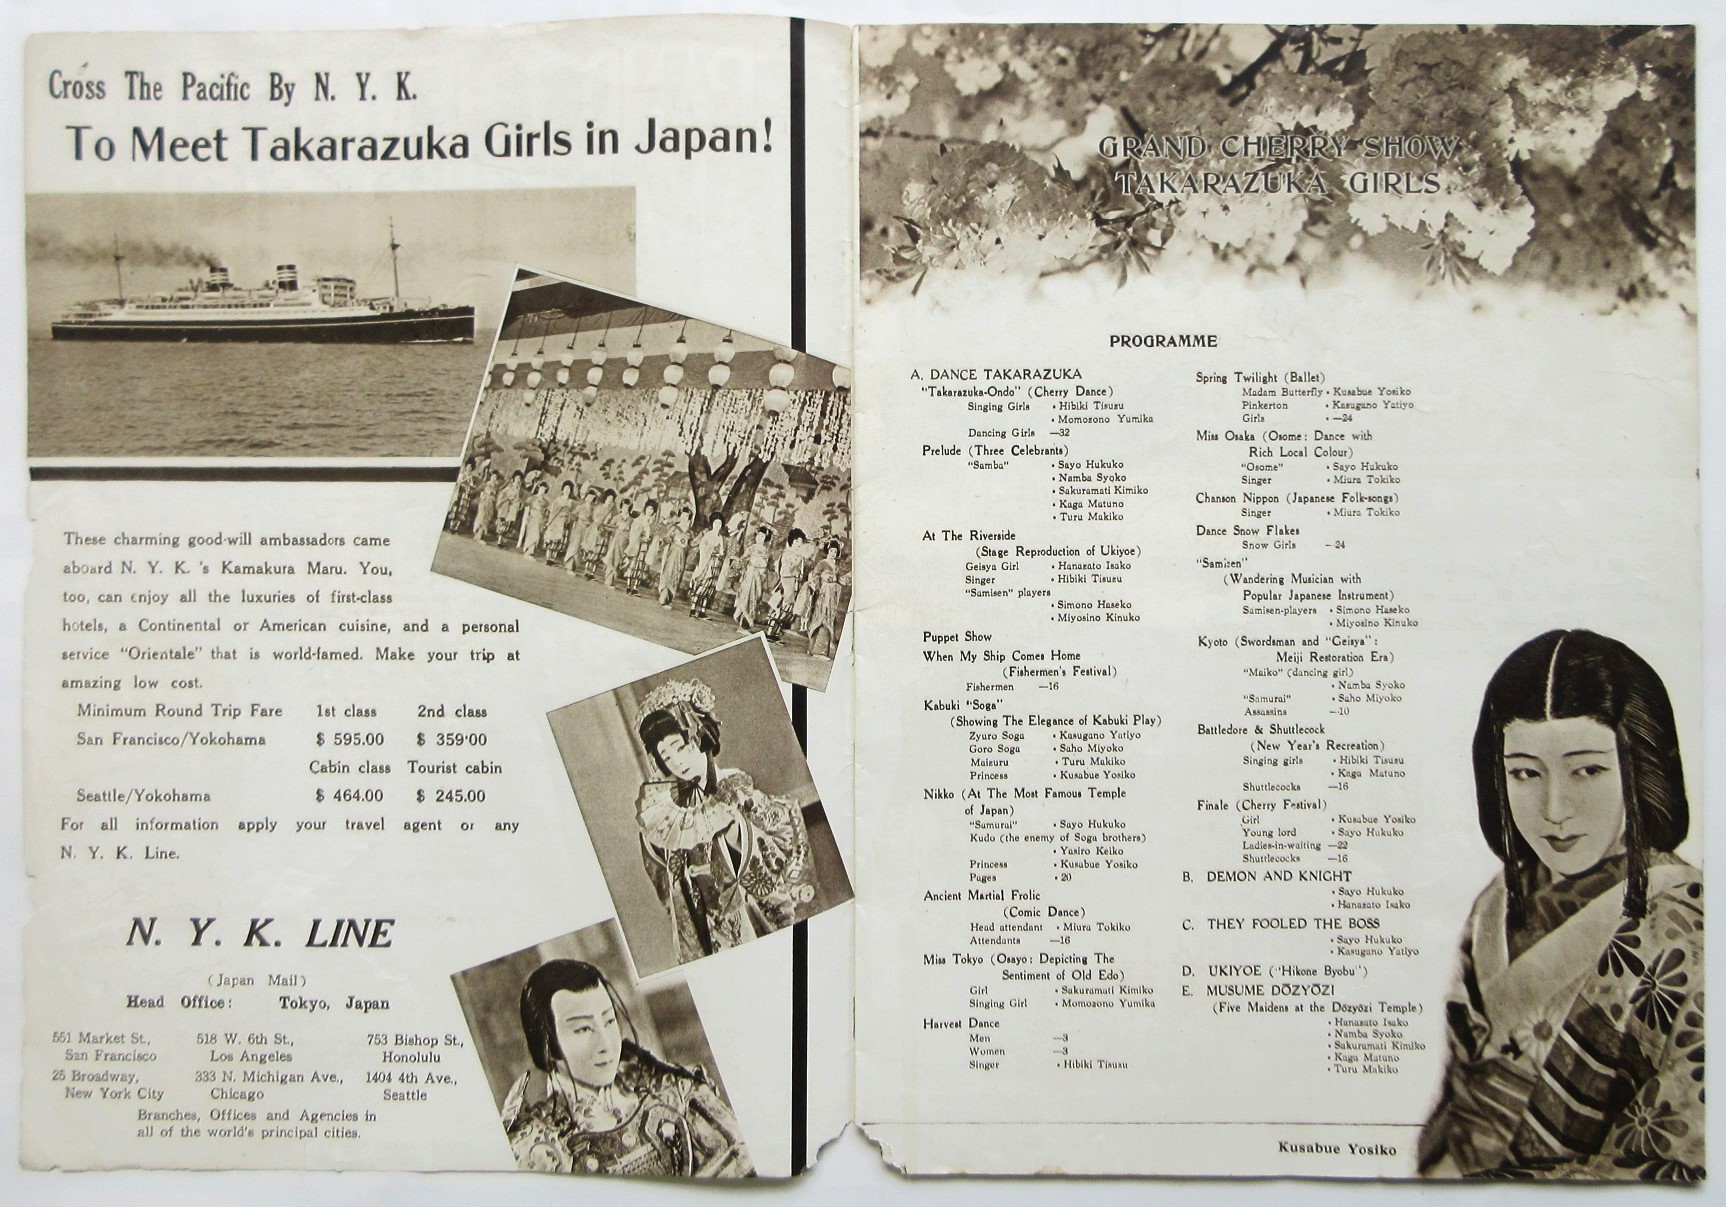 Cross The Pacific By N. Y. K.
To Meet Takarazuka Girls in Japan!
These charming good-will ambassadors came
aboard N. Y. K. 's Kamakura Maru. You,
too, can enjoy all the luxuries of first-class
hotels, a Continental or American cuisine, and a personal
service "Orientale" that is world-famed. Make your trip at
amazing low cost.
Minimum Round Trip Fare 1st class 2nd class
San Francisco/Yokohama $ 595.00 $ 359·00
Cabin class Tourist cabin
Seattle/Yokohama $ 464.00 $ 245.00
For all information apply your travel agent or any
N. Y. K. Line.
N. Y. K. LINE
(Japan Mail)
Head Office: Tokyo, Japan
551 Market St., 518 W. 6th St., 753 Bishop St.,
San Francisco Los Angeles Honolulu
25 Broadway, 333 N. Michigan Ave., 1404 4th Ave.,
New York City Chicago Seattle
Branches, Offices and Agencies in
all of the world's principal cities.
GRAND CHERRY SHOW
TAKARAZUKA GIRLS
PROGRAMME
A. DANCE TAKARAZUKA
"Takarazuka-Ondo" (Cherry Dance)
Singing Girls • Hibiki Tisusu
• Momozono Yumika
Dancing Girls —32
Prelude (Three Celebrants)
"Samba" • Sayo Hukuko
• Namba Syoko
• Sakuramati Kimiko
• Kaga Matuno
• Turu Makiko
At The Riverside
(Stage Reproduction of Ukiyoe)
Geisya Girl • Hanasato Isako
Singer • Hibiki Tisusu
"Samisen" players
• Simono Haseko
• Miyosino Kinuko
Puppet Show
When My Ship Comes Home
(Fishermen's Festival)
Fishermen —16
Kabuki "Soga"
(Showing The Elegance of Kabuki Play)
Zyuro Soga • Kasugano Yatiyo
Goro Soga • Saho Miyoko
Maizuru • Turu Makiko
Princess • Kusabue Yosiko
Nikko (At The Most Famous Temple
of Japan)
"Samurai" • Sayo Hukuko
Kudo (the enemy of Soga brothers)
• Yasiro Keiko
Princess • Kusabue Yosiko
Pages • 20
Ancient Martial Frolic
(Comic Dance)
Head attendant • Miura Tokiko
Attendants —16
Miss Tokyo (Osayo: Depicting The
Sentiment of Old Edo)
Girl • Sakuramati Kimiko
Singing Girl • Momozono Yumika
Harvest Dance
Men —8
Women —8
Singer • Hibiki Tisusu
Spring Twilight (Ballet)
Madam Butterfly • Kusabue Yosiko
Pinkerton • Kasugano Yatiyo
Girls • —24
Miss Osaka (Osome: Dance with
Rich Local Colour)
"Osome" • Sayo Hukuko
Singer • Miura Tokiko
Chanson Nippon (Japanese Folk-songs)
Singer • Miura Tokiko
Dance Snow Flakes
Snow Girls —24
"Samisen"
(Wandering Musician with
Popular Japanese Instrument)
Samisen-players • Simono Haseko
• Miyosino Kinuko
Kyoto (Swordsman and "Geisya":
Meiji Restoration Era)
"Maiko" (dancing girl)
• Namba Syoko
"Samurai" • Saho Miyoko
Assassins —10
Battledore & Shuttlecock
(New Year's Recreation)
Singing girls • Hibiki Tisusu
• Kaga Matuno
Shuttlecocks —16
Finale (Cherry Festival)
Girl • Kusabue Yosiko
Young lord • Sayo Hukuko
Ladies-in-waiting —22
Shuttlecocks —16
B. DEMON AND KNIGHT
• Sayo Hukuko
• Hanasato Isako
C. THEY FOOLED THE BOSS
• Sayo Hukuko
• Kasugano Yatiyo
D. UKIYOE ("Hikone Byobu")
E. MUSUME DŌZYŌZI
(Five Maidens at the Dōzyōzi Temple)
• Hanasato Isako
• Namba Syoko
• Sakuramati Kimiko
• Kaga Matuno
• Turu Makiko
Kusabue Yosiko